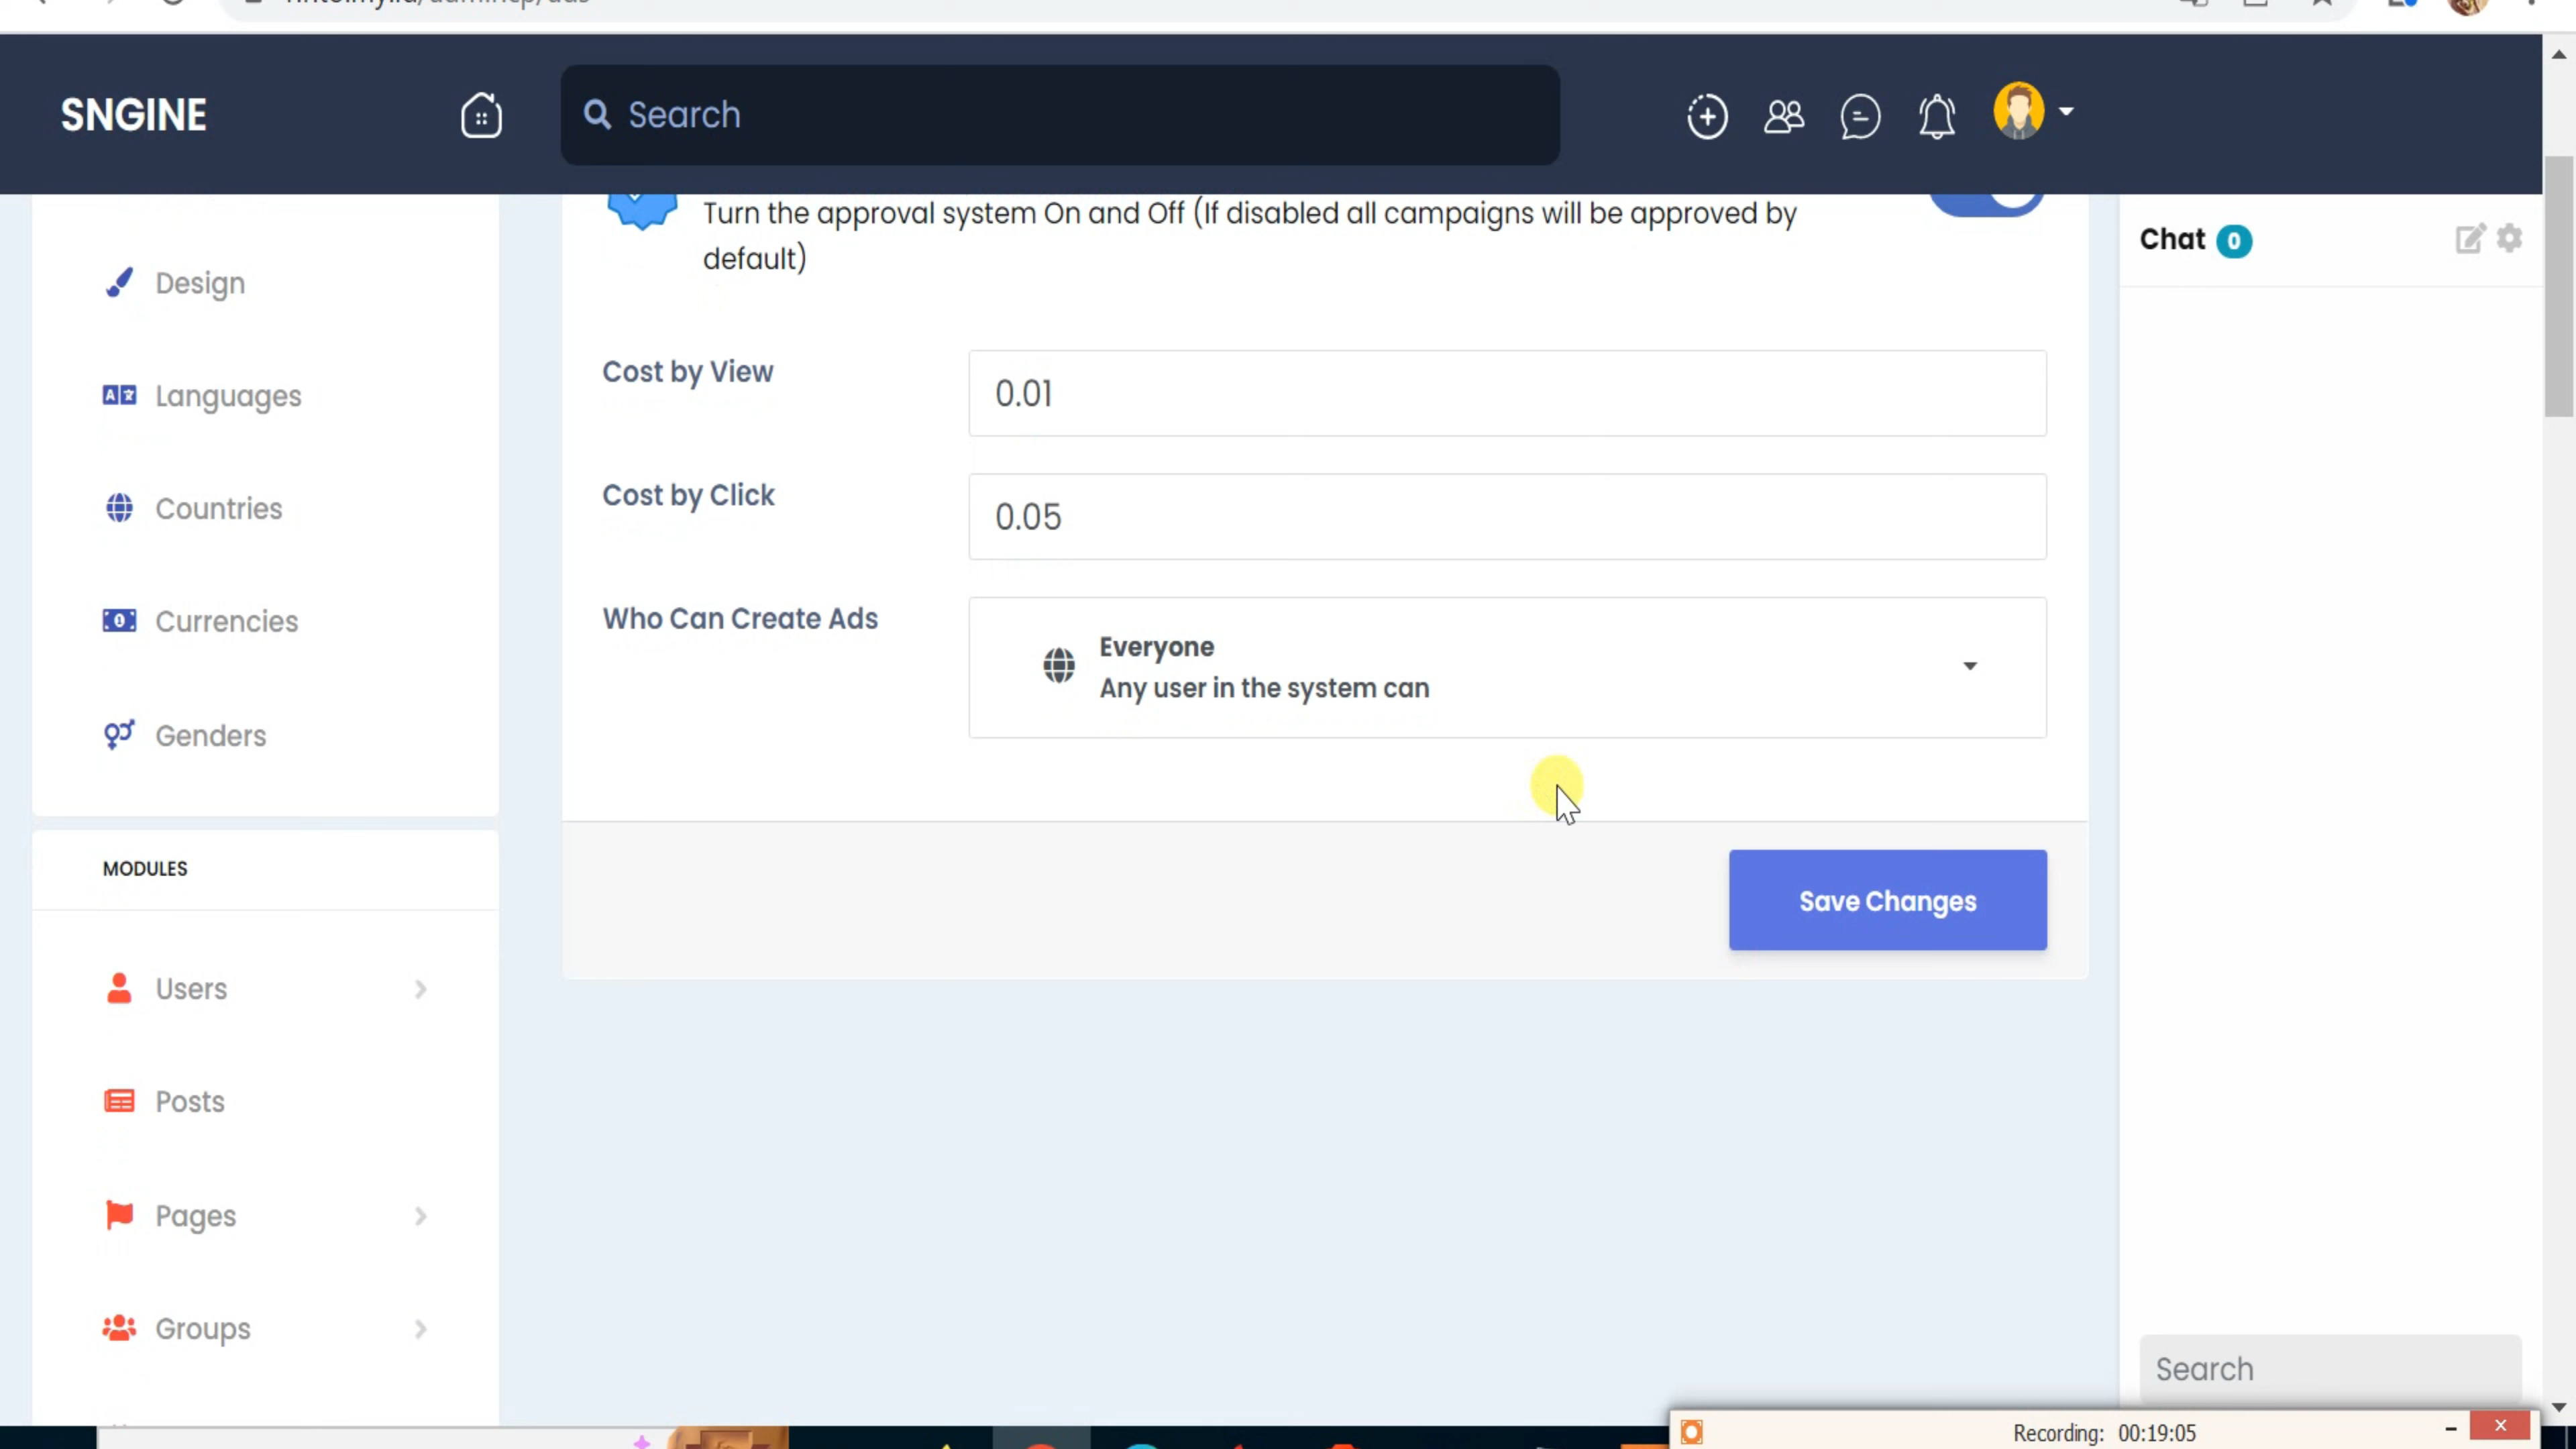 SNGINE
Search
Turn the approval system On and Off (If disabled all campaigns will be approved by
default)
Chat 0
Design
Languages
Countries
Currencies
Genders
Cost by View
0.01
Cost by Click
0.05
Who Can Create Ads
Everyone
Any user in the system can
Save Changes
MODULES
Users
Posts
Pages
Groups
Search
Recording: 00:19:05